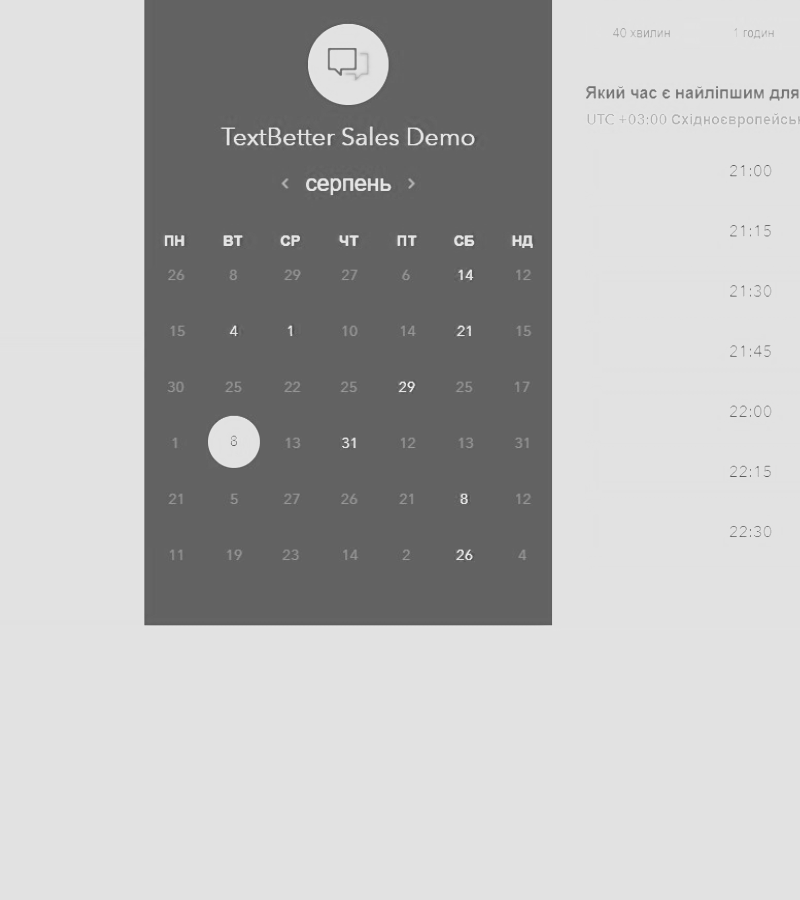 TextBetter Sales Demo
‹ серпень ›
ПН ВТ СР ЧТ ПТ СБ НД
26 8 29 27 6 14 12
15 4 1 10 14 21 15
30 25 22 25 29 25 17
1 8 13 31 12 13 31
21 5 27 26 21 8 12
11 19 23 14 2 26 4
40 хвилин 1 годин
Який час є найліпшим для
UTC +03:00 Східноєвропейськ
21:00
21:15
21:30
21:45
22:00
22:15
22:30